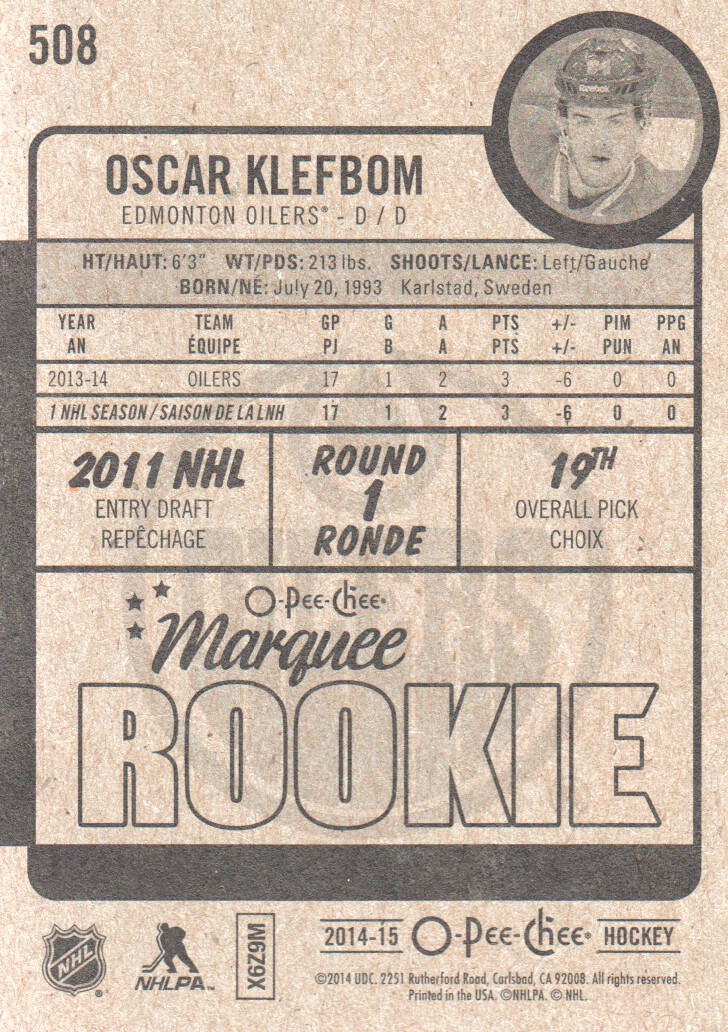 508
Reebok
OSCAR KLEFBOM
EDMONTON OILERS® - D / D
HT/HAUT: 6'3" WT/PDS: 213 lbs. SHOOTS/LANCE: Left/Gauche
BORN/NÉ: July 20, 1993 Karlstad, Sweden
YEAR TEAM GP G A PTS +/- PIM PPG
AN ÉQUIPE PJ B A PTS +/- PUN AN
2013-14 OILERS 17 1 2 3 -6 0 0
1 NHL SEASON/SAISON DE LA LNH 17 1 2 3 -6 0 0
2011 NHL
ENTRY DRAFT
REPÊCHAGE
ROUND
1
RONDE
19TH
OVERALL PICK
CHOIX
OILERS
O-Pee-Chee®
Marquee
ROOKIE
NHL®
NHLPA™
M6Z9X
2014-15 O-Pee-Chee® HOCKEY
©2014 UDC. 2251 Rutherford Road, Carlsbad, CA 92008. All rights reserved.
Printed in the USA. ©NHLPA. © NHL.